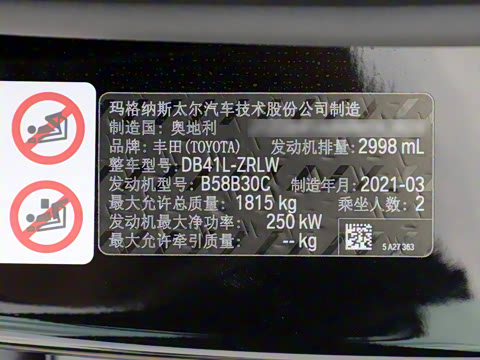 玛格纳斯太尔汽车技术股份公司制造
制造国: 奥地利
品牌: 丰田(TOYOTA) 发动机排量: 2998 mL
整车型号: DB41L-ZRLW
发动机型号: B58B30C 制造年月: 2021-03
最大允许总质量: 1815 kg 乘坐人数: 2
发动机最大净功率: 250 kW
最大允许牵引质量: -- kg
5 A27 363